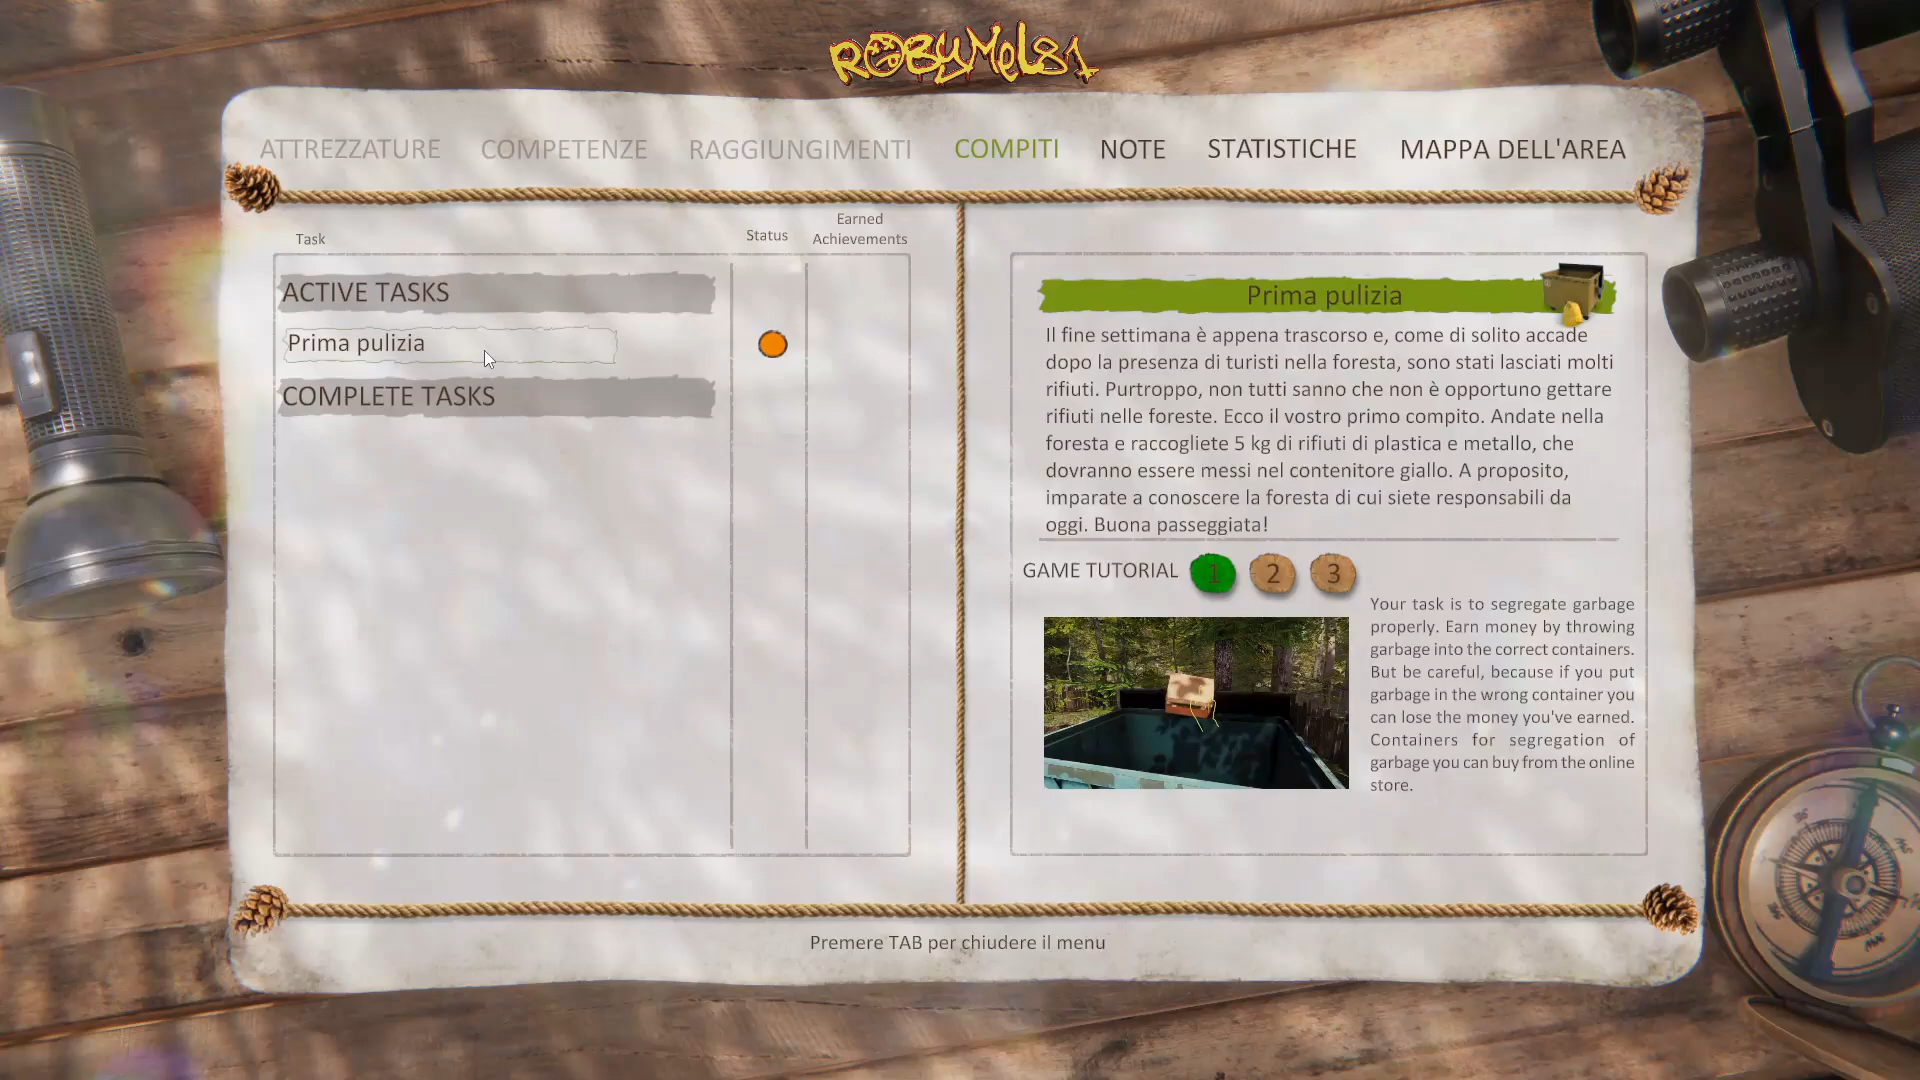 ROBYMEL81
ATTREZZATURE COMPETENZE RAGGIUNGIMENTI COMPITI NOTE STATISTICHE MAPPA DELL'AREA
Task Status Earned
Achievements
ACTIVE TASKS
Prima pulizia
COMPLETE TASKS
Prima pulizia
Il fine settimana è appena trascorso e, come di solito accade
dopo la presenza di turisti nella foresta, sono stati lasciati molti
rifiuti. Purtroppo, non tutti sanno che non è opportuno gettare
rifiuti nelle foreste. Ecco il vostro primo compito. Andate nella
foresta e raccogliete 5 kg di rifiuti di plastica e metallo, che
dovranno essere messi nel contenitore giallo. A proposito,
imparate a conoscere la foresta di cui siete responsabili da
oggi. Buona passeggiata!
GAME TUTORIAL 1 2 3
Your task is to segregate garbage
properly. Earn money by throwing
garbage into the correct containers.
But be careful, because if you put
garbage in the wrong container you
can lose the money you've earned.
Containers for segregation of
garbage you can buy from the online
store.
Premere TAB per chiudere il menu